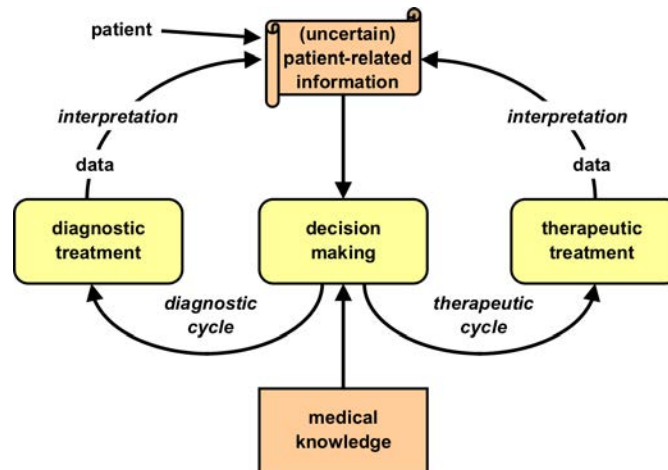 patient
(uncertain)
patient-related
information
interpretation
interpretation
data
data
diagnostic
treatment
decision
making
therapeutic
treatment
diagnostic
cycle
therapeutic
cycle
medical
knowledge